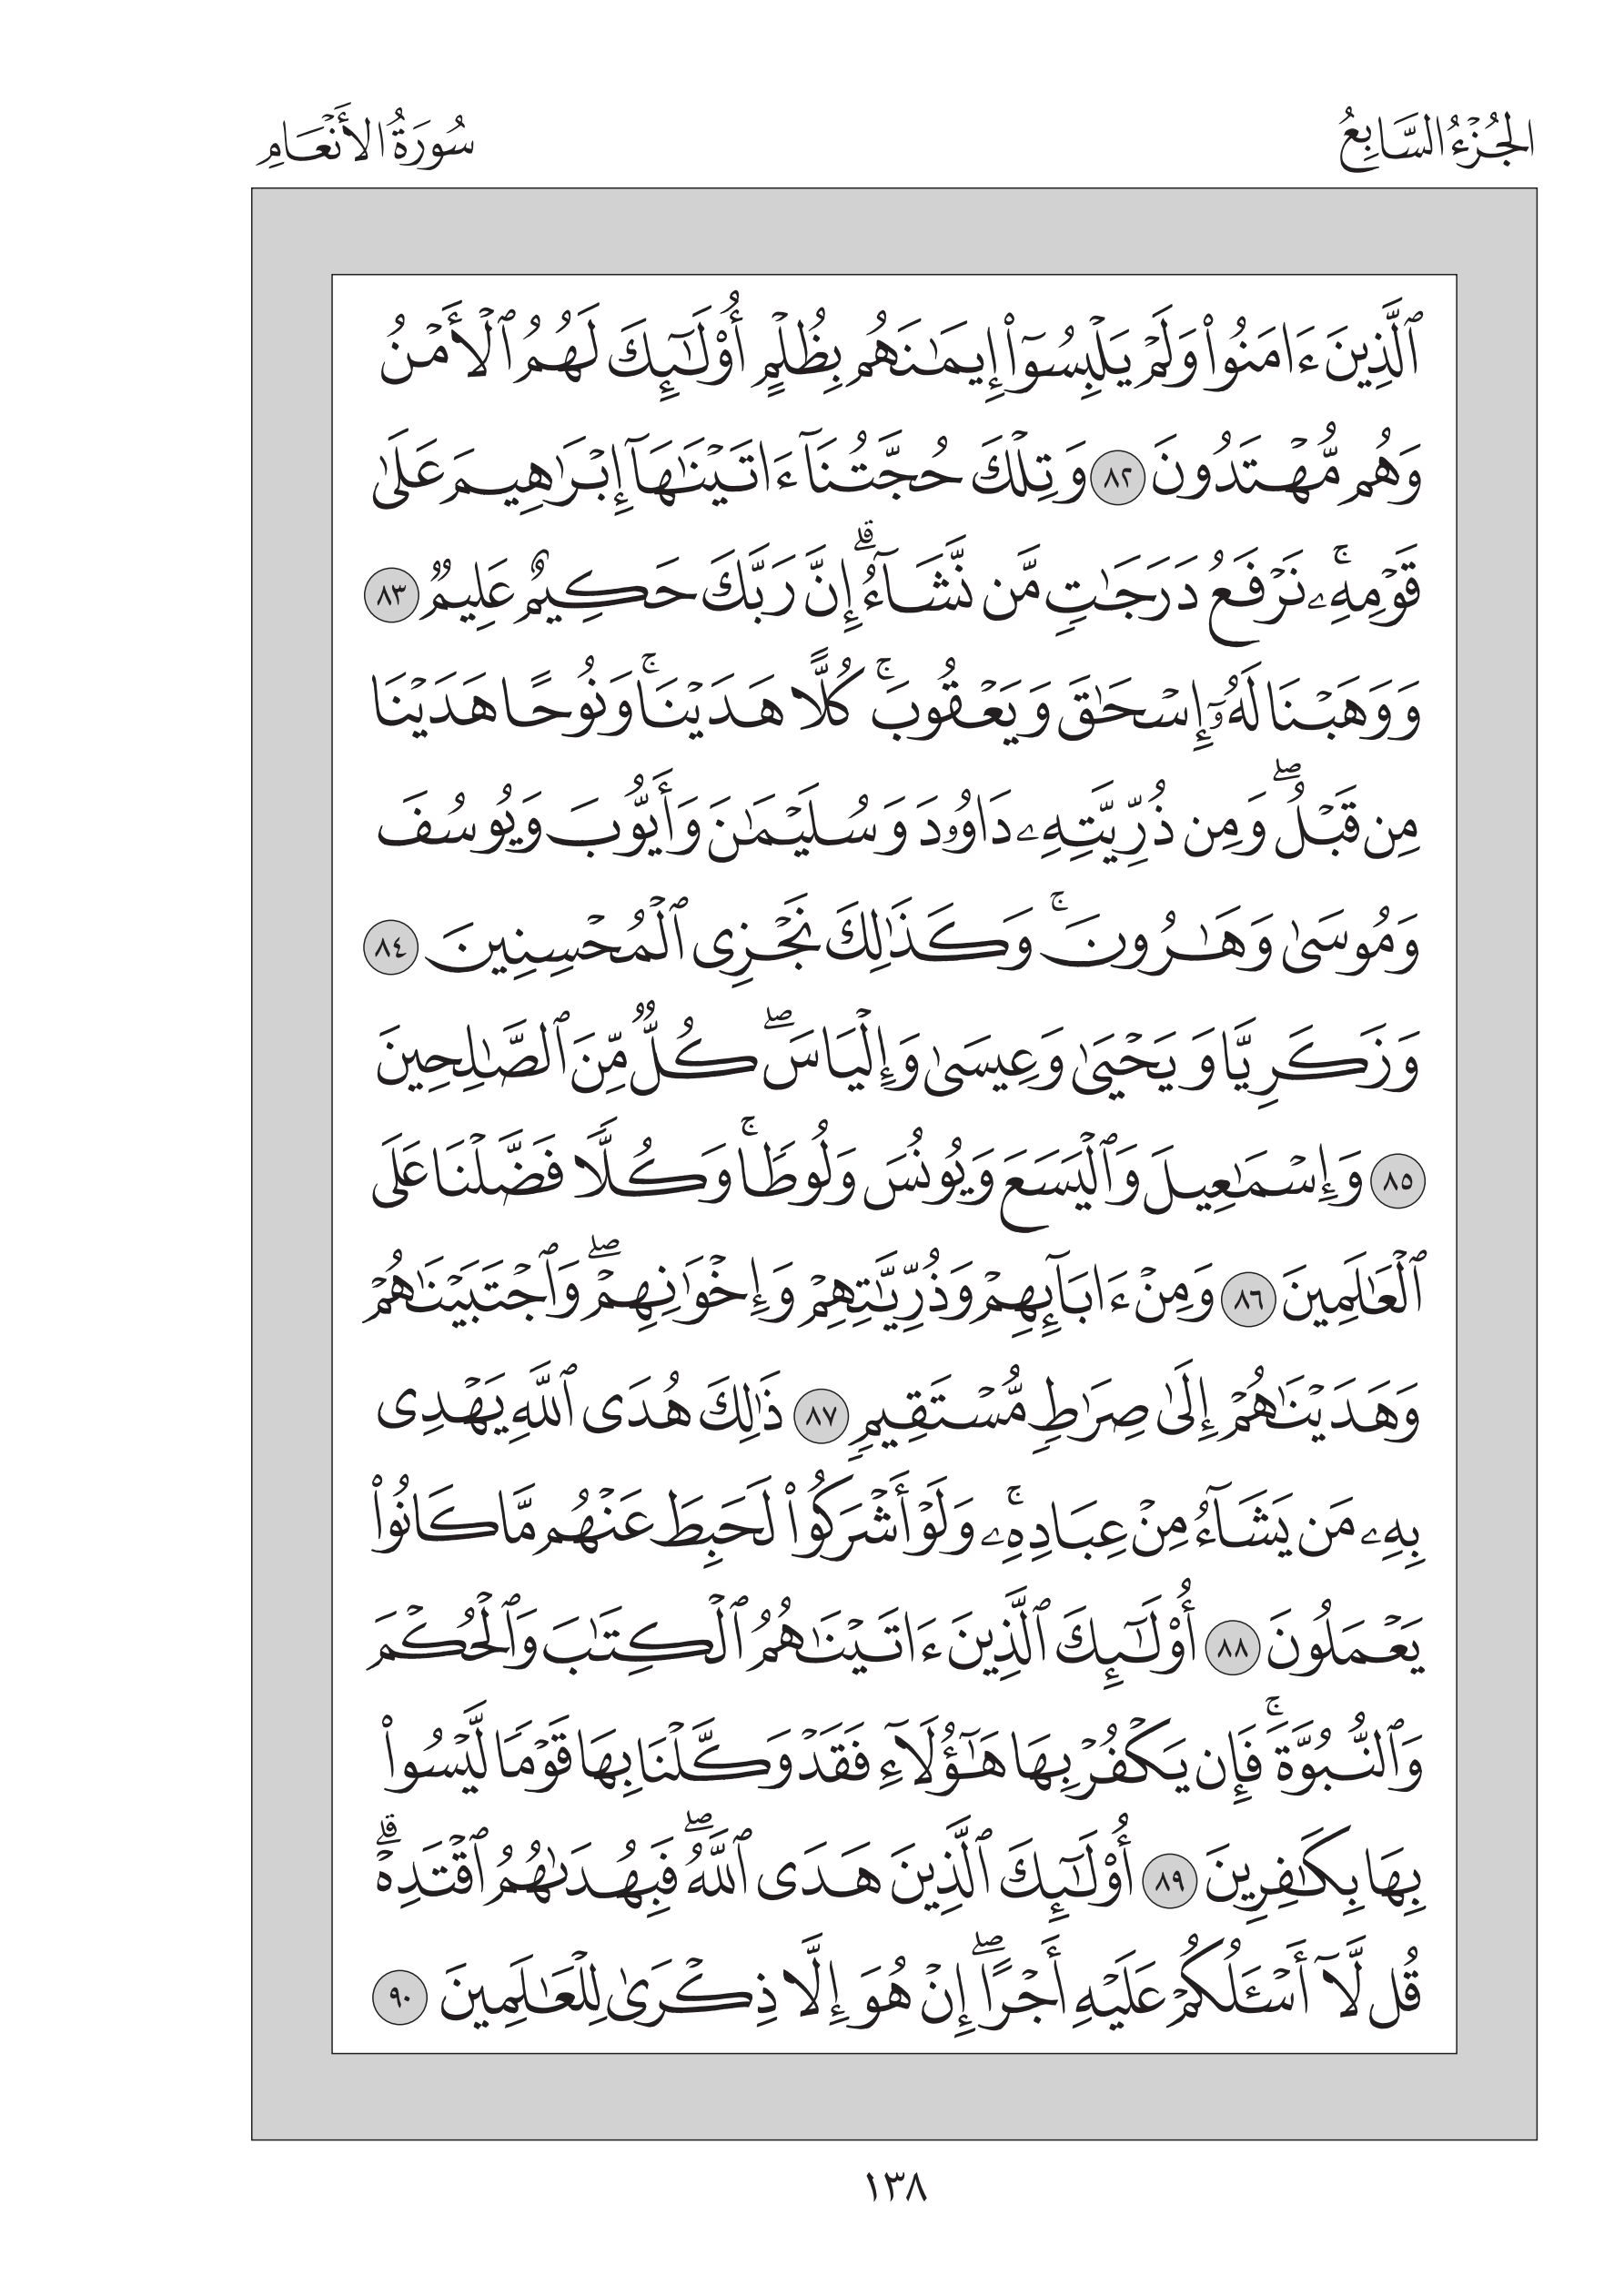 الجُزْءُ السَّابِعُ
سُورَةُ الأَنْعَامِ
ٱلَّذِينَ ءَامَنُوا۟ وَلَمْ يَلْبِسُوٓا۟ إِيمَـٰنَهُم بِظُلْمٍ أُو۟لَـٰٓئِكَ لَهُمُ ٱلْأَمْنُ
وَهُم مُّهْتَدُونَ ٨٢ وَتِلْكَ حُجَّتُنَآ ءَاتَيْنَـٰهَآ إِبْرَٰهِيمَ عَلَىٰ
قَوْمِهِۦ ۚ نَرْفَعُ دَرَجَـٰتٍ مَّن نَّشَآءُ ۗ إِنَّ رَبَّكَ حَكِيمٌ عَلِيمٌ ٨٣
وَوَهَبْنَا لَهُۥٓ إِسْحَـٰقَ وَيَعْقُوبَ ۚ كُلًّا هَدَيْنَا ۚ وَنُوحًا هَدَيْنَا
مِن قَبْلُ ۖ وَمِن ذُرِّيَّتِهِۦ دَاوُۥدَ وَسُلَيْمَـٰنَ وَأَيُّوبَ وَيُوسُفَ
وَمُوسَىٰ وَهَـٰرُونَ ۚ وَكَذَٰلِكَ نَجْزِى ٱلْمُحْسِنِينَ ٨٤
وَزَكَرِيَّا وَيَحْيَىٰ وَعِيسَىٰ وَإِلْيَاسَ ۖ كُلٌّ مِّنَ ٱلصَّـٰلِحِينَ
٨٥ وَإِسْمَـٰعِيلَ وَٱلْيَسَعَ وَيُونُسَ وَلُوطًا ۚ وَكُلًّا فَضَّلْنَا عَلَى
ٱلْعَـٰلَمِينَ ٨٦ وَمِنْ ءَابَآئِهِمْ وَذُرِّيَّـٰتِهِمْ وَإِخْوَٰنِهِمْ ۖ وَٱجْتَبَيْنَـٰهُمْ
وَهَدَيْنَـٰهُمْ إِلَىٰ صِرَٰطٍ مُّسْتَقِيمٍ ٨٧ ذَٰلِكَ هُدَى ٱللَّهِ يَهْدِى
بِهِۦ مَن يَشَآءُ مِنْ عِبَادِهِۦ ۚ وَلَوْ أَشْرَكُوا۟ لَحَبِطَ عَنْهُم مَّا كَانُوا۟
يَعْمَلُونَ ٨٨ أُو۟لَـٰٓئِكَ ٱلَّذِينَ ءَاتَيْنَـٰهُمُ ٱلْكِتَـٰبَ وَٱلْحُكْمَ
وَٱلنُّبُوَّةَ ۚ فَإِن يَكْفُرْ بِهَا هَـٰٓؤُلَآءِ فَقَدْ وَكَّلْنَا بِهَا قَوْمًا لَّيْسُوا۟
بِهَا بِكَـٰفِرِينَ ٨٩ أُو۟لَـٰٓئِكَ ٱلَّذِينَ هَدَى ٱللَّهُ ۖ فَبِهُدَىٰهُمُ ٱقْتَدِهْ ۗ
قُل لَّآ أَسْـَٔلُكُمْ عَلَيْهِ أَجْرًا ۖ إِنْ هُوَ إِلَّا ذِكْرَىٰ لِلْعَـٰلَمِينَ ٩٠
١٣٨